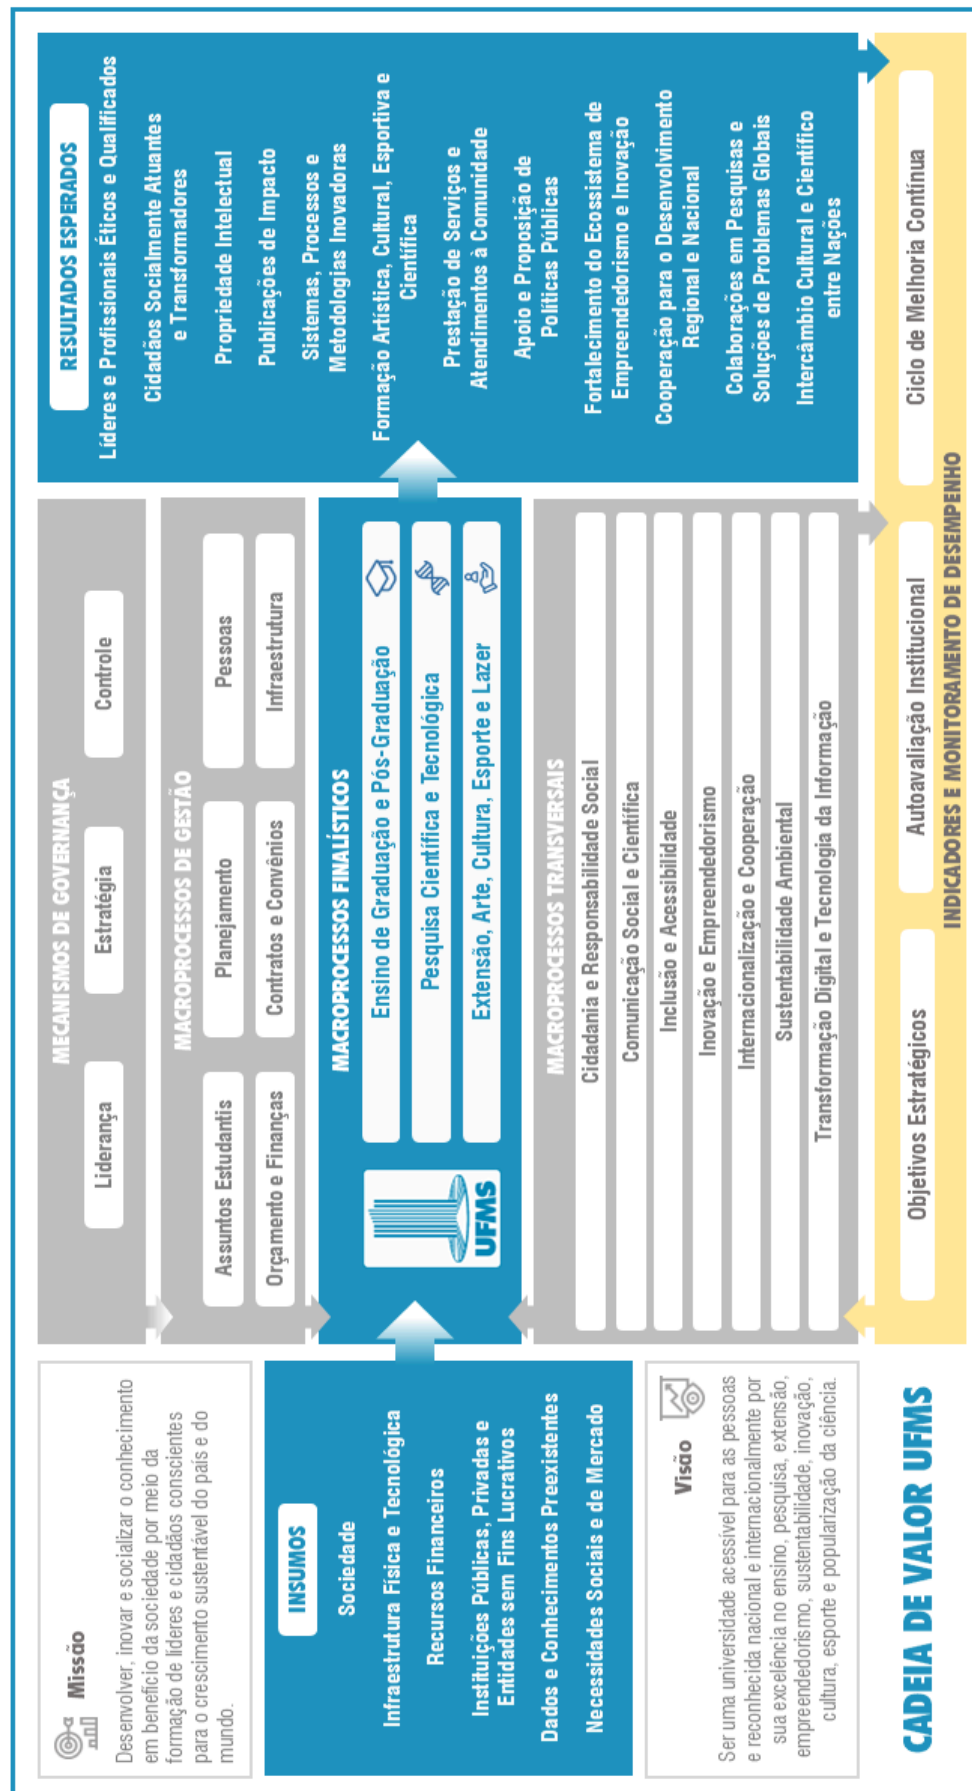 Missão
Desenvolver, inovar e socializar o conhecimento
em benefício da sociedade por meio da
formação de líderes e cidadãos conscientes
para o crescimento sustentável do país e do
mundo.
INSUMOS
Sociedade
Infraestrutura Física e Tecnológica
Recursos Financeiros
Instituições Públicas, Privadas e
Entidades sem Fins Lucrativos
Dados e Conhecimentos Preexistentes
Necessidades Sociais e de Mercado
Visão
Ser uma universidade acessível para as pessoas
e reconhecida nacional e internacionalmente por
sua excelência no ensino, pesquisa, extensão,
empreendedorismo, sustentabilidade, inovação,
cultura, esporte e popularização da ciência.
CADEIA DE VALOR UFMS
MECANISMOS DE GOVERNANÇA
Liderança
Estratégia
Controle
MACROPROCESSOS DE GESTÃO
Assuntos Estudantis
Planejamento
Pessoas
Orçamento e Finanças
Contratos e Convênios
Infraestrutura
MACROPROCESSOS FINALÍSTICOS
UFMS
Ensino de Graduação e Pós-Graduação
Pesquisa Científica e Tecnológica
Extensão, Arte, Cultura, Esporte e Lazer
MACROPROCESSOS TRANSVERSAIS
Cidadania e Responsabilidade Social
Comunicação Social e Científica
Inclusão e Acessibilidade
Inovação e Empreendedorismo
Internacionalização e Cooperação
Sustentabilidade Ambiental
Transformação Digital e Tecnologia da Informação
RESULTADOS ESPERADOS
Líderes e Profissionais Éticos e Qualificados
Cidadãos Socialmente Atuantes
e Transformadores
Propriedade Intelectual
Publicações de Impacto
Sistemas, Processos e
Metodologias Inovadoras
Formação Artística, Cultural, Esportiva e
Científica
Prestação de Serviços e
Atendimentos à Comunidade
Apoio e Proposição de
Políticas Públicas
Fortalecimento do Ecossistema de
Empreendedorismo e Inovação
Cooperação para o Desenvolvimento
Regional e Nacional
Colaborações em Pesquisas e
Soluções de Problemas Globais
Intercâmbio Cultural e Científico
entre Nações
Objetivos Estratégicos
Autoavaliação Institucional
Ciclo de Melhoria Contínua
INDICADORES E MONITORAMENTO DE DESEMPENHO